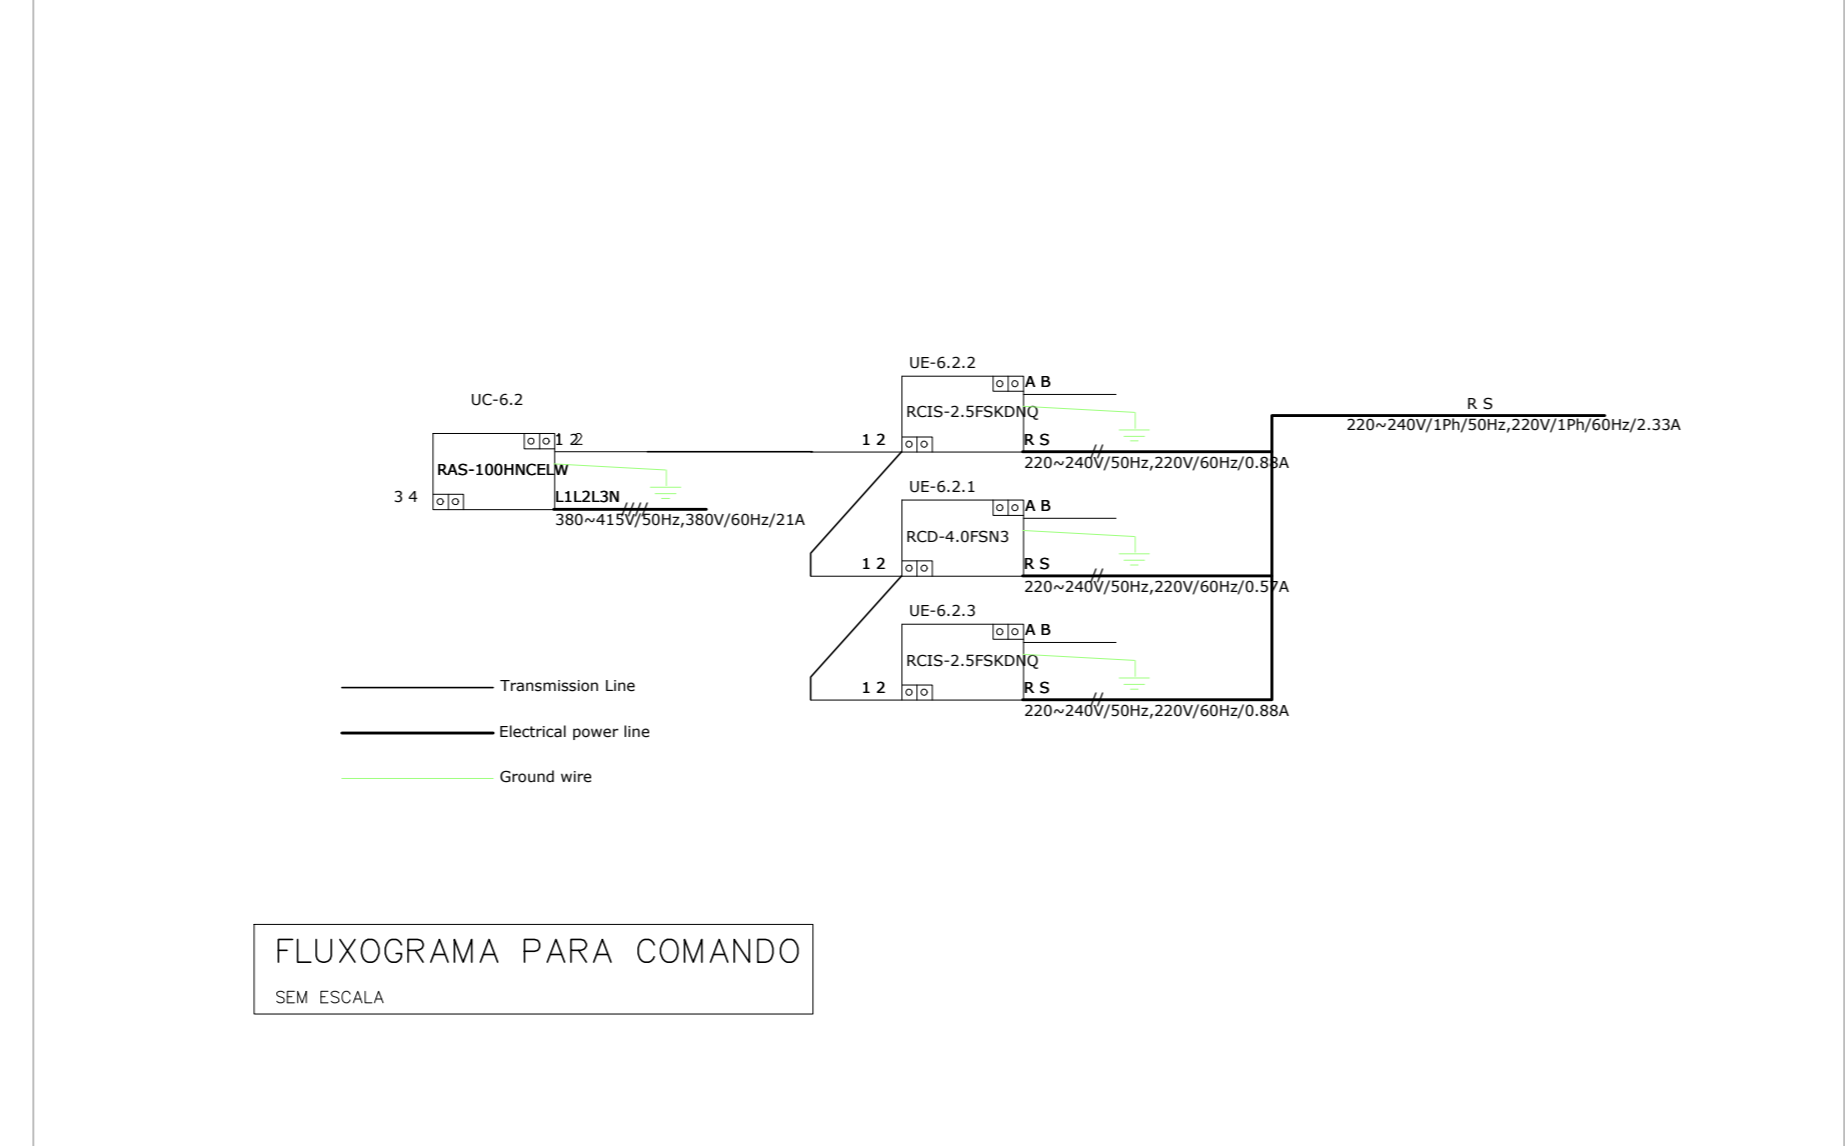 UC-6.2
1 2
2
RAS-100HNCELW
3 4
L1L2L3N
380~415V/50Hz,380V/60Hz/21A
UE-6.2.2
A B
RCIS-2.5FSKDNQ
1 2
R S
220~240V/50Hz,220V/60Hz/0.88A
R S
220~240V/1Ph/50Hz,220V/1Ph/60Hz/2.33A
UE-6.2.1
A B
RCD-4.0FSN3
1 2
R S
220~240V/50Hz,220V/60Hz/0.57A
UE-6.2.3
A B
RCIS-2.5FSKDNQ
1 2
R S
220~240V/50Hz,220V/60Hz/0.88A
Transmission Line
Electrical power line
Ground wire
FLUXOGRAMA PARA COMANDO
SEM ESCALA